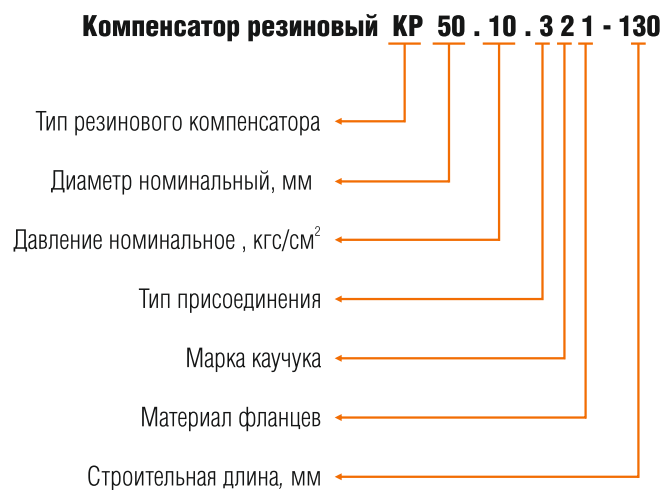 Компенсатор резиновый КР 50 . 10 . 3 2 1 - 130
Тип резинового компенсатора
Диаметр номинальный, мм
Давление номинальное , кгс/см²
Тип присоединения
Марка каучука
Материал фланцев
Строительная длина, мм